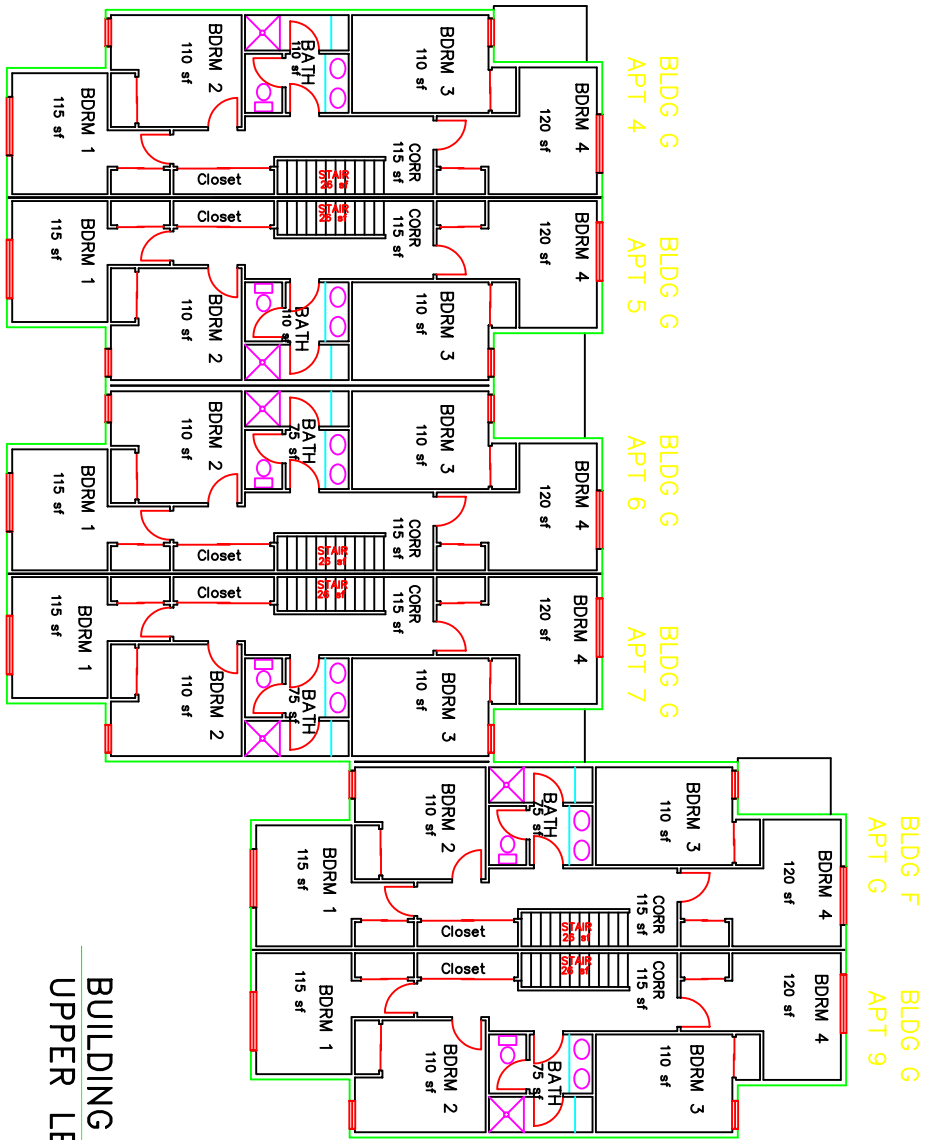 BLDG G
APT 4
BDRM 1
115 sf
BDRM 2
110 sf
BATH
110 sf
BDRM 3
110 sf
BDRM 4
120 sf
CORR
115 sf
STAIR
26 sf
Closet
BLDG G
APT 5
BDRM 1
115 sf
BDRM 2
110 sf
BATH
110 sf
BDRM 3
110 sf
BDRM 4
120 sf
CORR
115 sf
STAIR
26 sf
Closet
BLDG G
APT 6
BDRM 1
115 sf
BDRM 2
110 sf
BATH
75 sf
BDRM 3
110 sf
BDRM 4
120 sf
CORR
115 sf
STAIR
26 sf
Closet
BLDG G
APT 7
BDRM 1
115 sf
BDRM 2
110 sf
BATH
75 sf
BDRM 3
110 sf
BDRM 4
120 sf
CORR
115 sf
STAIR
26 sf
Closet
BLDG F
APT G
BDRM 1
115 sf
BDRM 2
110 sf
BATH
75 sf
BDRM 3
110 sf
BDRM 4
120 sf
CORR
115 sf
STAIR
26 sf
Closet
BLDG G
APT 9
BDRM 1
115 sf
BDRM 2
110 sf
BATH
75 sf
BDRM 3
110 sf
BDRM 4
120 sf
CORR
115 sf
STAIR
26 sf
Closet
BUILDING
UPPER